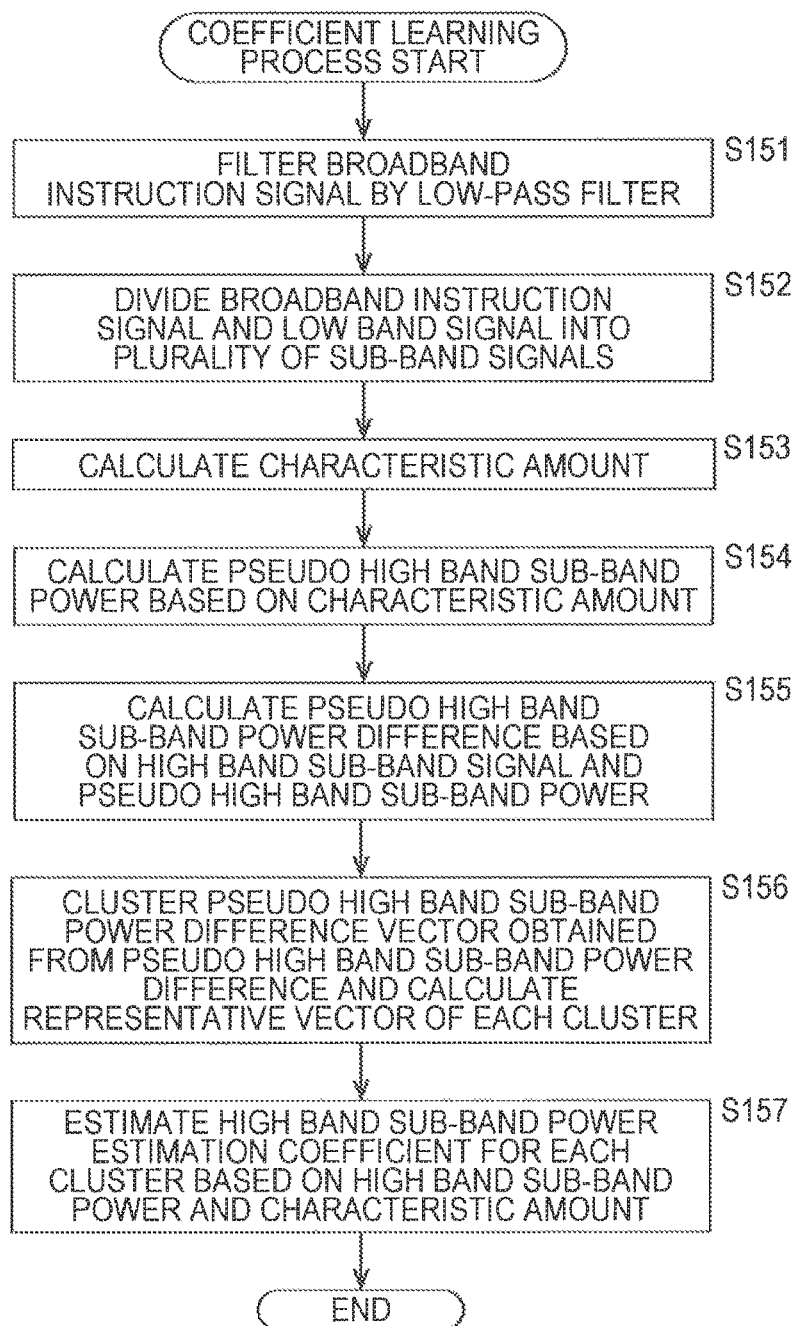 COEFFICIENT LEARNING
PROCESS START
S151
FILTER BROADBAND
INSTRUCTION SIGNAL BY LOW-PASS FILTER
S152
DIVIDE BROADBAND INSTRUCTION
SIGNAL AND LOW BAND SIGNAL INTO
PLURALITY OF SUB-BAND SIGNALS
S153
CALCULATE CHARACTERISTIC AMOUNT
S154
CALCULATE PSEUDO HIGH BAND SUB-BAND
POWER BASED ON CHARACTERISTIC AMOUNT
S155
CALCULATE PSEUDO HIGH BAND
SUB-BAND POWER DIFFERENCE BASED
ON HIGH BAND SUB-BAND SIGNAL AND
PSEUDO HIGH BAND SUB-BAND POWER
S156
CLUSTER PSEUDO HIGH BAND SUB-BAND
POWER DIFFERENCE VECTOR OBTAINED
FROM PSEUDO HIGH BAND SUB-BAND POWER
DIFFERENCE AND CALCULATE
REPRESENTATIVE VECTOR OF EACH CLUSTER
S157
ESTIMATE HIGH BAND SUB-BAND POWER
ESTIMATION COEFFICIENT FOR EACH
CLUSTER BASED ON HIGH BAND SUB-BAND
POWER AND CHARACTERISTIC AMOUNT
END